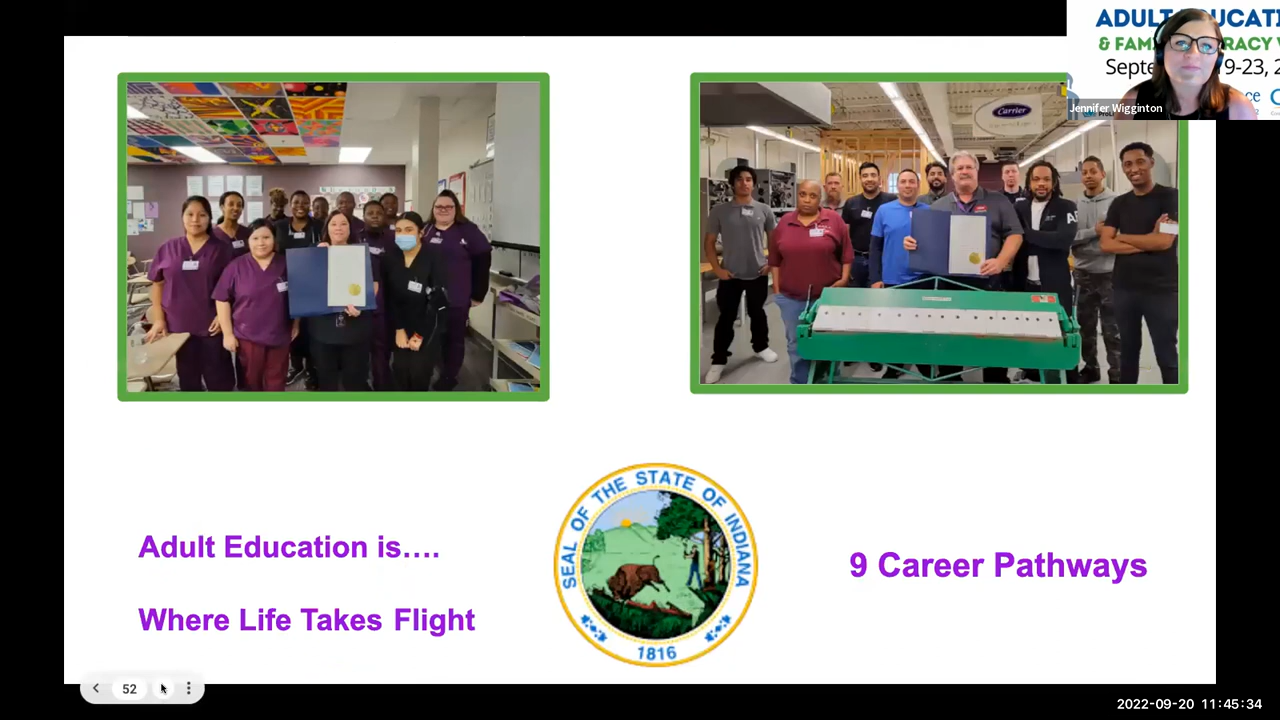 ADULT EDUCATI
& FAM RACY
Septe 9-23, 2
Jennifer Wigginton
Carrier
Adult Education is....
Where Life Takes Flight
SEAL OF THE STATE OF INDIANA
1816
9 Career Pathways
52
2022-09-20 11:45:34